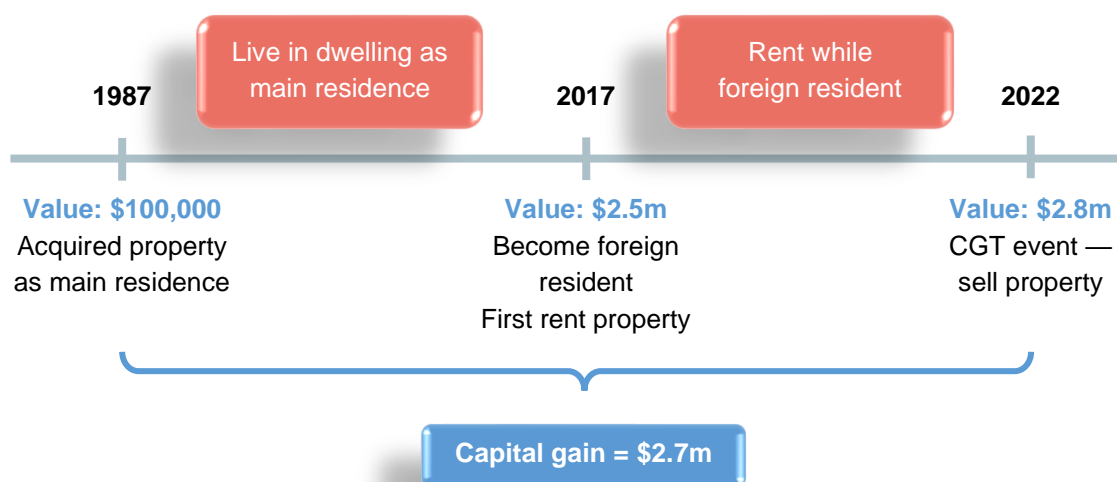 Live in dwelling as
main residence
Rent while
foreign resident
1987
2017
2022
Value: $100,000
Acquired property
as main residence
Value: $2.5m
Become foreign
resident
First rent property
Value: $2.8m
CGT event —
sell property
Capital gain = $2.7m